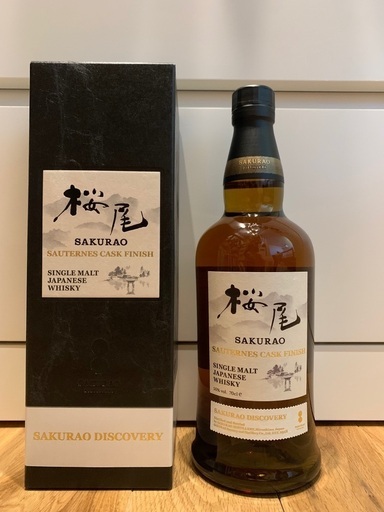 桜尾
SAKURAO
SAUTERNES CASK FINISH
SINGLE MALT
JAPANESE
WHISKY
SAKURAO DISCOVERY
SAKURAO
桜尾
SAKURAO
SAUTERNES CASK FINISH
SINGLE MALT
JAPANESE
WHISKY
SAKURAO DISCOVERY